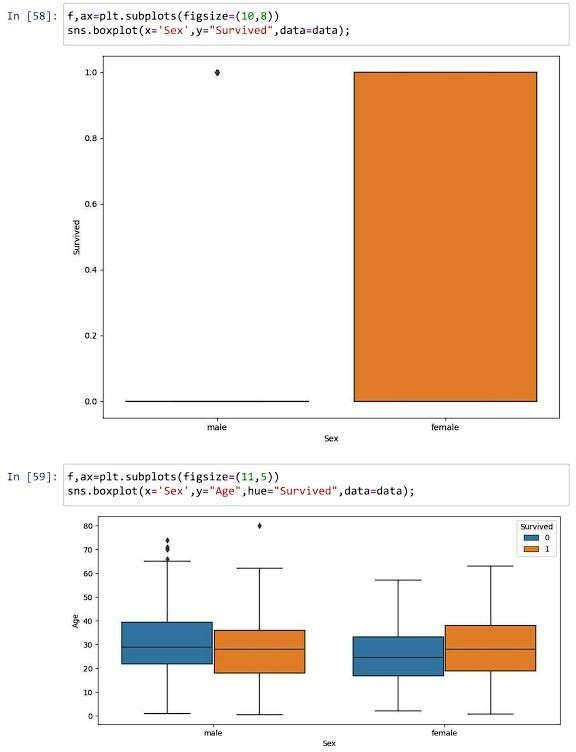 In [58]: f,ax=plt.subplots(figsize=(10,8))
sns.boxplot(x='Sex',y="Survived",data=data);
1.0
0.8
0.6
0.4
0.2
0.0
Survived
male female
Sex
In [59]: f,ax=plt.subplots(figsize=(11,5))
sns.boxplot(x='Sex',y="Age",hue="Survived",data=data);
Survived
0
1
80
70
60
50
40
30
20
10
0
Age
male female
Sex